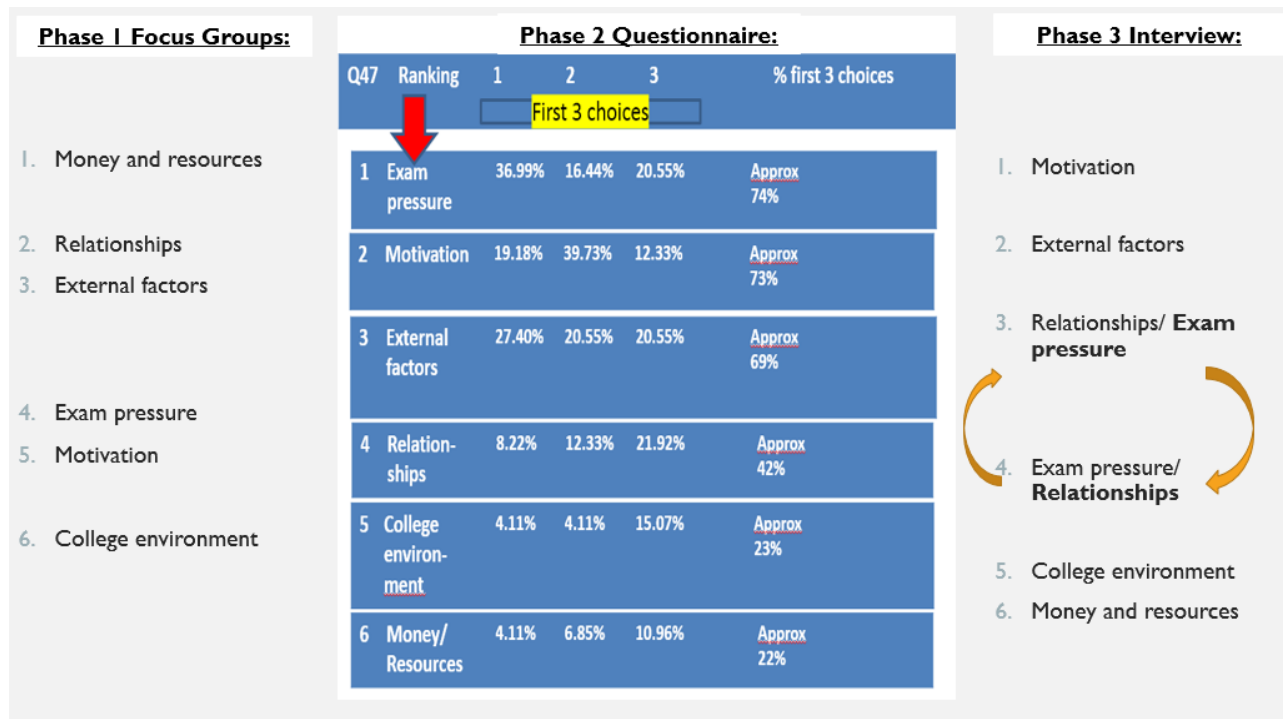 Phase 1 Focus Groups:
1. Money and resources
2. Relationships
3. External factors
4. Exam pressure
5. Motivation
6. College environment
Phase 2 Questionnaire:
Q47 Ranking 1 2 3 % first 3 choices
First 3 choices
1 Exam 36.99% 16.44% 20.55% Approx
pressure 74%
2 Motivation 19.18% 39.73% 12.33% Approx
73%
3 External 27.40% 20.55% 20.55% Approx
factors 69%
4 Relation- 8.22% 12.33% 21.92% Approx
ships 42%
5 College 4.11% 4.11% 15.07% Approx
environ- 23%
ment
6 Money/ 4.11% 6.85% 10.96% Approx
Resources 22%
Phase 3 Interview:
1. Motivation
2. External factors
3. Relationships/ Exam
pressure
4. Exam pressure/
Relationships
5. College environment
6. Money and resources